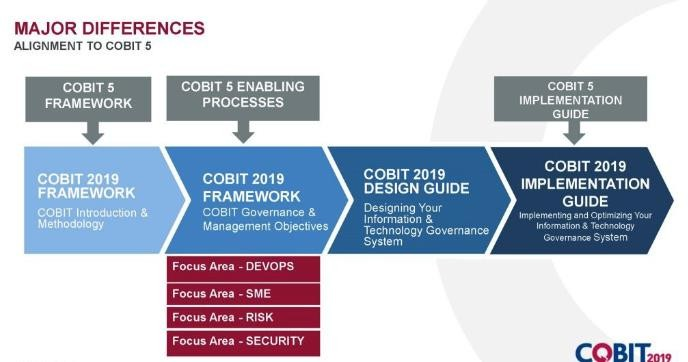 MAJOR DIFFERENCES
ALIGNMENT TO COBIT 5
COBIT 5
FRAMEWORK
COBIT 5 ENABLING
PROCESSES
COBIT 5
IMPLEMENTATION
GUIDE
COBIT 2019
FRAMEWORK
COBIT Introduction &
Methodology
COBIT 2019
FRAMEWORK
COBIT Governance &
Management Objectives
COBIT 2019
DESIGN GUIDE
Designing Your
Information &
Technology Governance
System
COBIT 2019
IMPLEMENTATION
GUIDE
Implementing and Optimizing Your
Information & Technology
Governance System
Focus Area - DEVOPS
Focus Area - SME
Focus Area - RISK
Focus Area - SECURITY
COBIT 2019